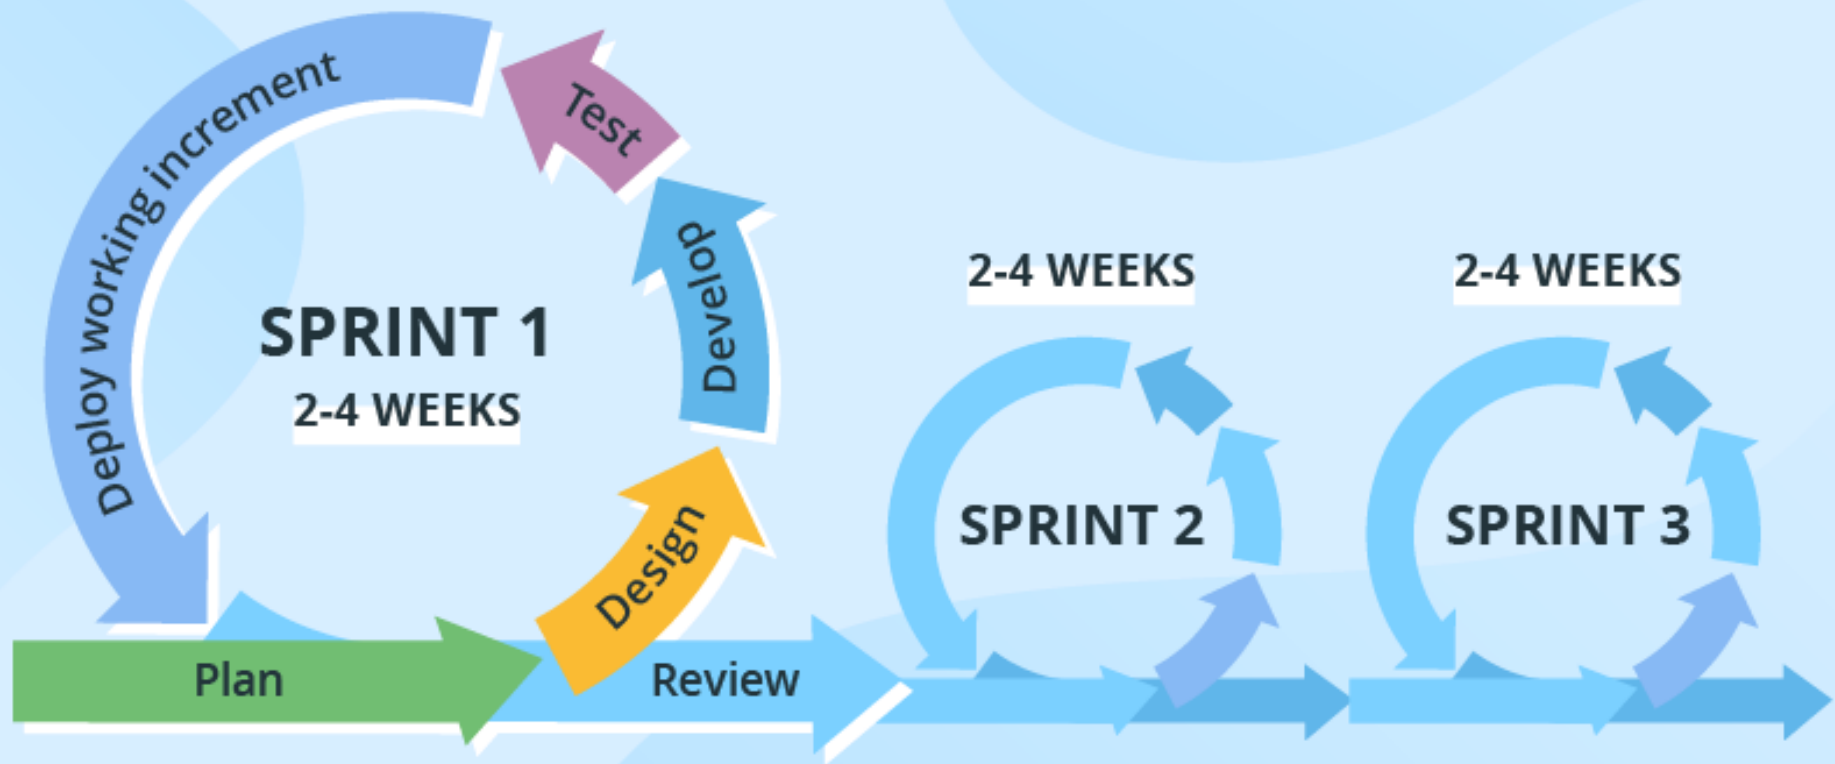 Deploy working increment
Test
Develop
SPRINT 1
2-4 WEEKS
Design
Plan
Review
2-4 WEEKS
SPRINT 2
2-4 WEEKS
SPRINT 3